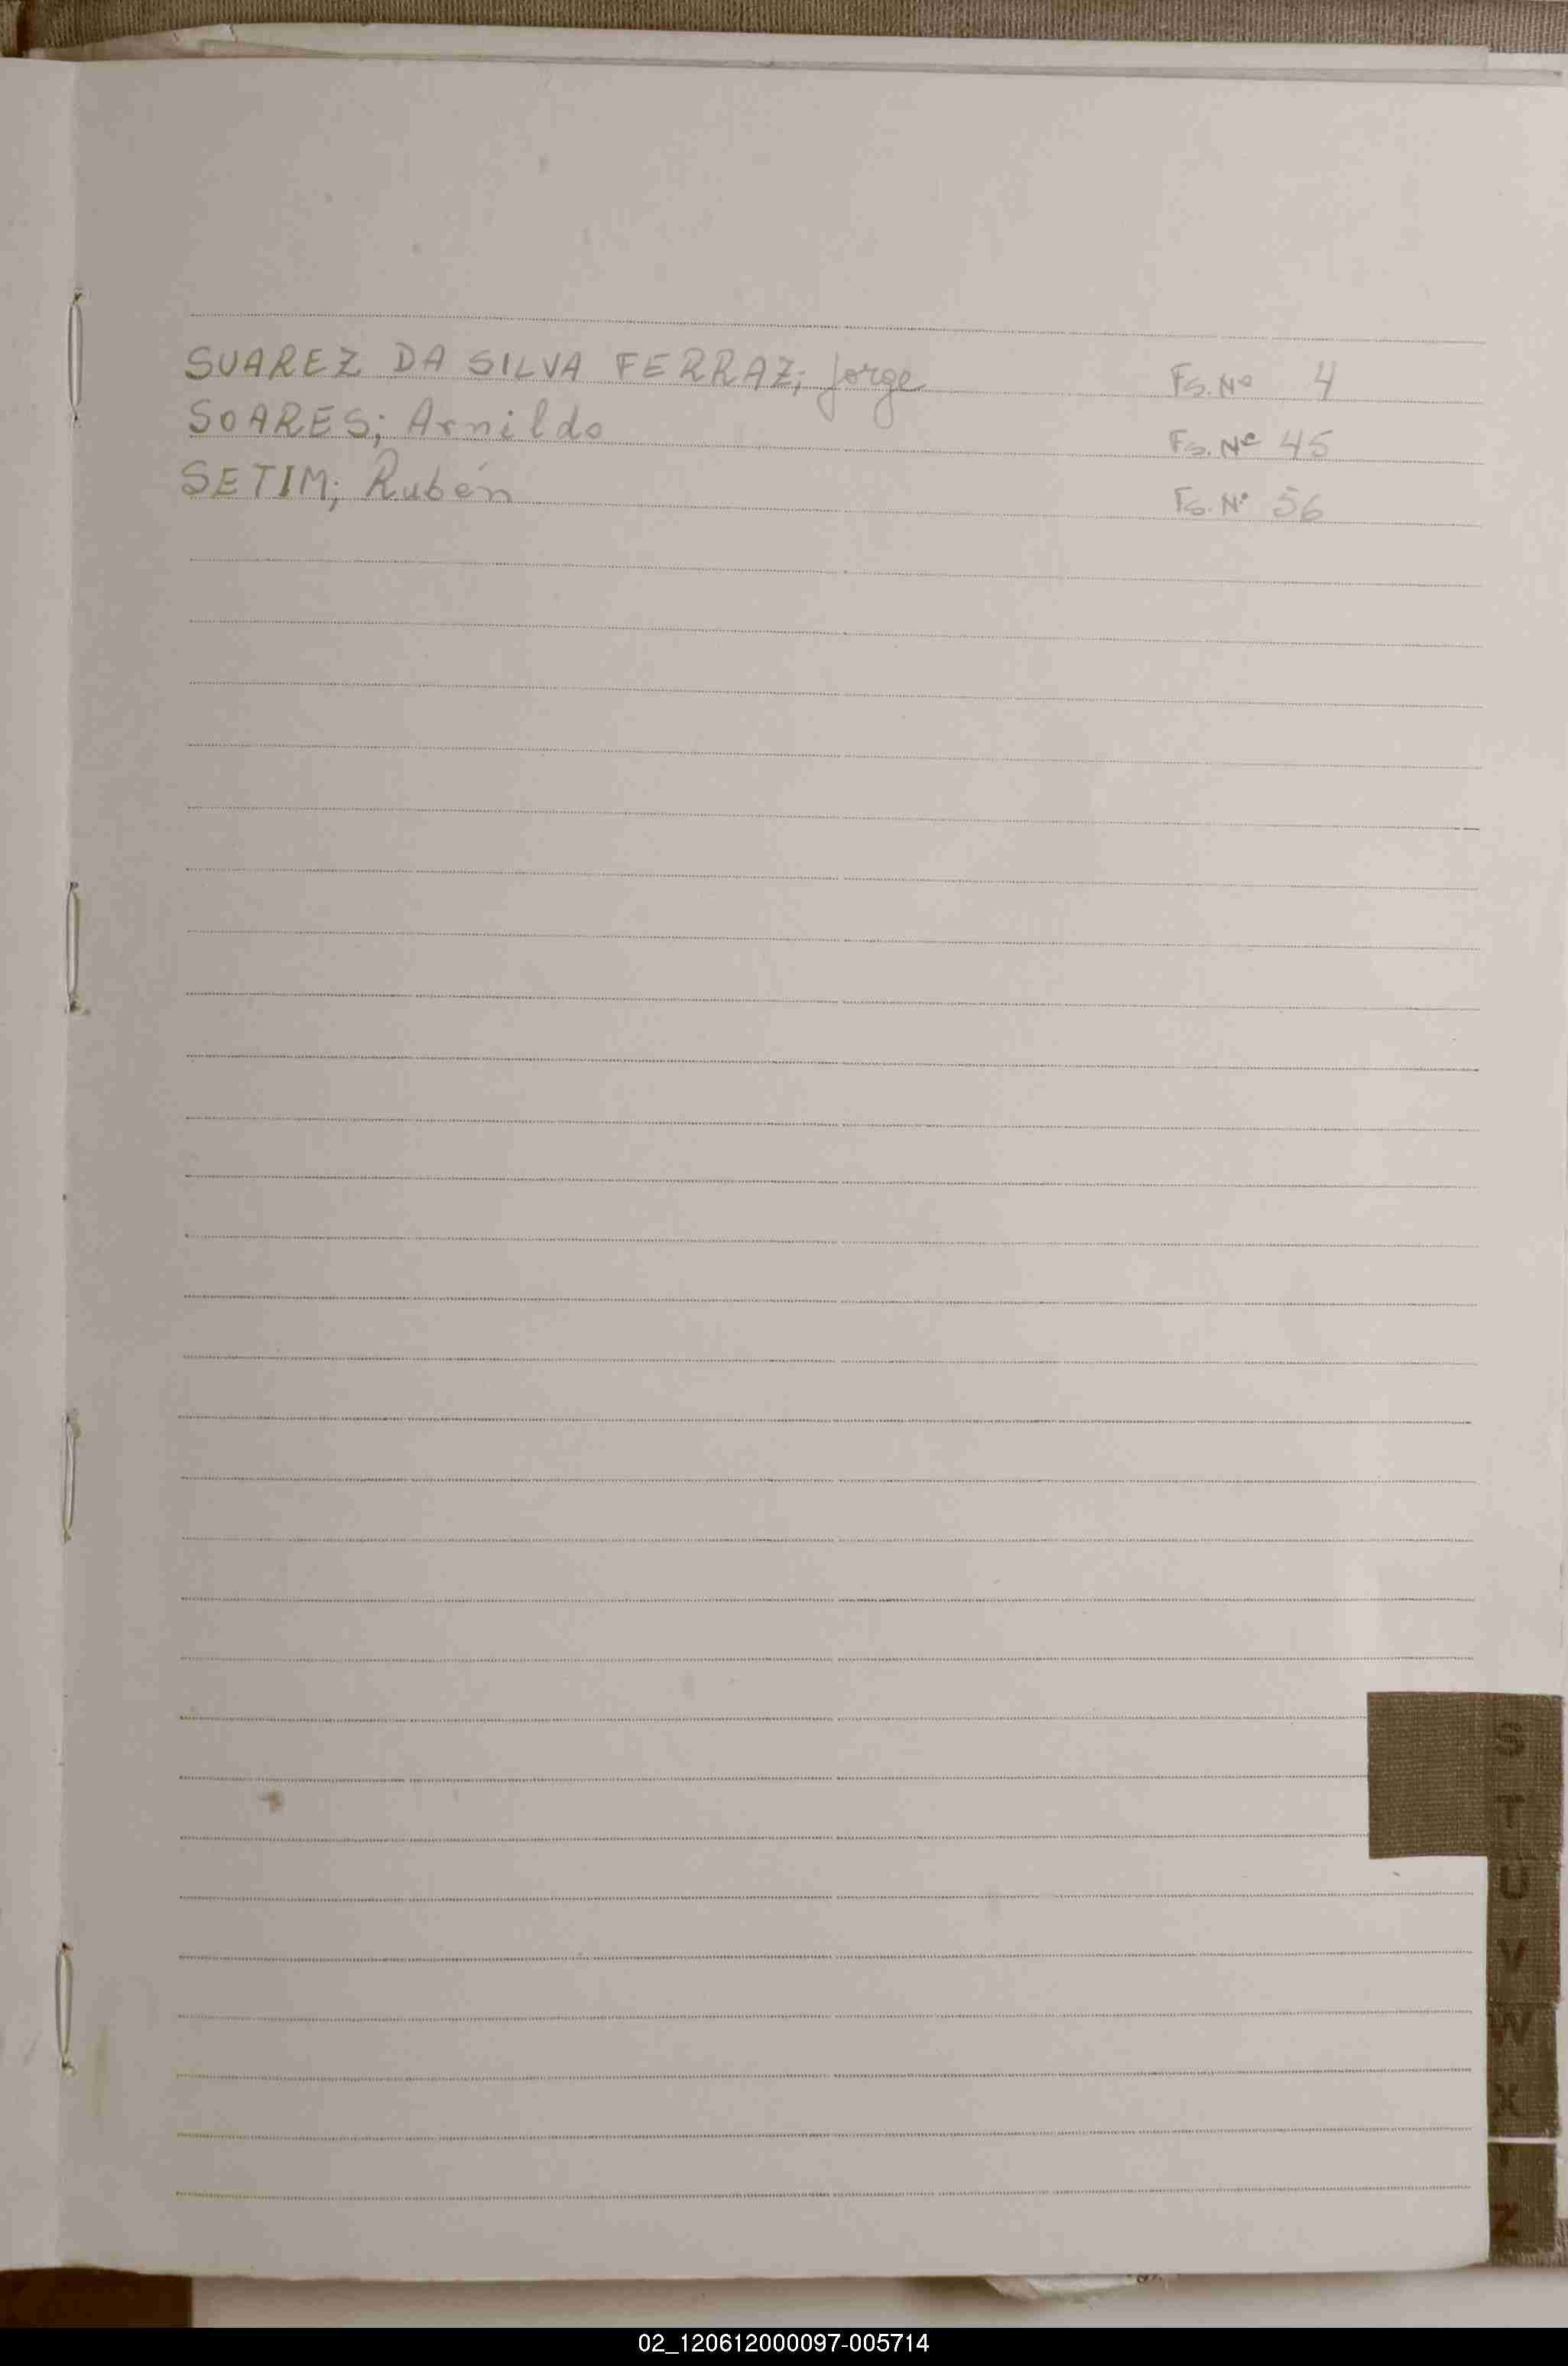 SUAREZ DA SILVA FERRAZ; Jorge Fs. Nº 4
SOARES; Arnildo Fs. Nº 45
SETIM; Rubén Fs. Nº 56
S
T
U
V
W
X
Y
Z
02_120612000097-005714